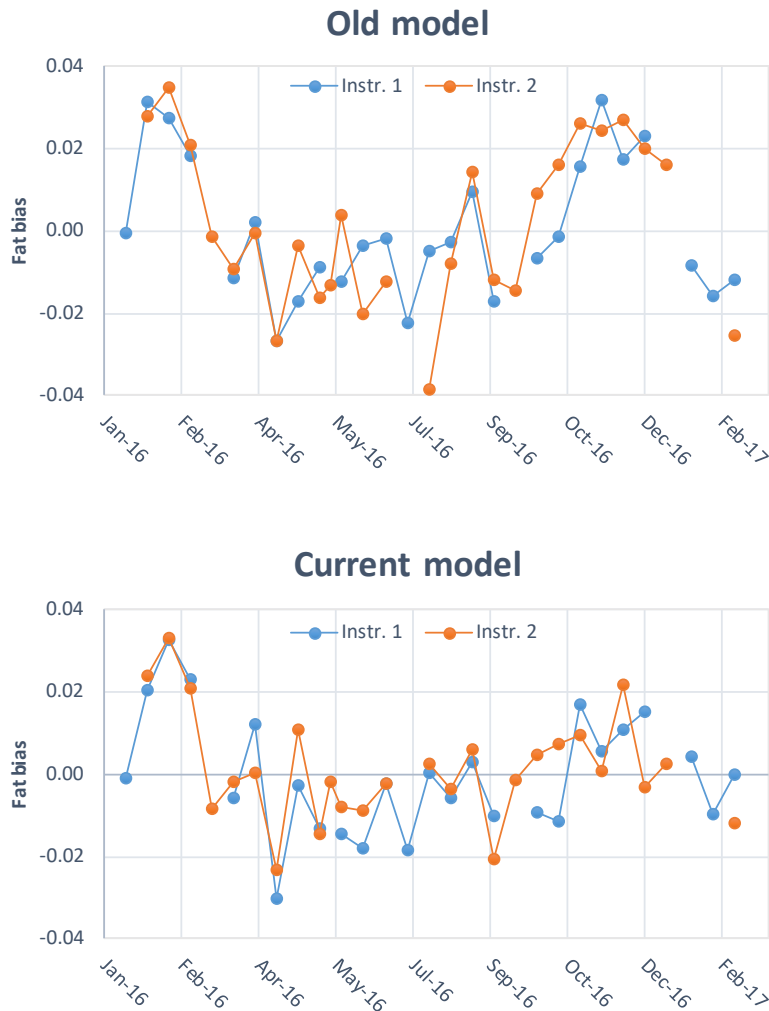 Old model
0.04
Instr. 1 Instr. 2
0.02
0.00
-0.02
-0.04
Fat bias
Jan-16 Feb-16 Apr-16 May-16 Jul-16 Sep-16 Oct-16 Dec-16 Feb-17
Current model
0.04
Instr. 1 Instr. 2
0.02
0.00
-0.02
-0.04
Fat bias
Jan-16 Feb-16 Apr-16 May-16 Jul-16 Sep-16 Oct-16 Dec-16 Feb-17